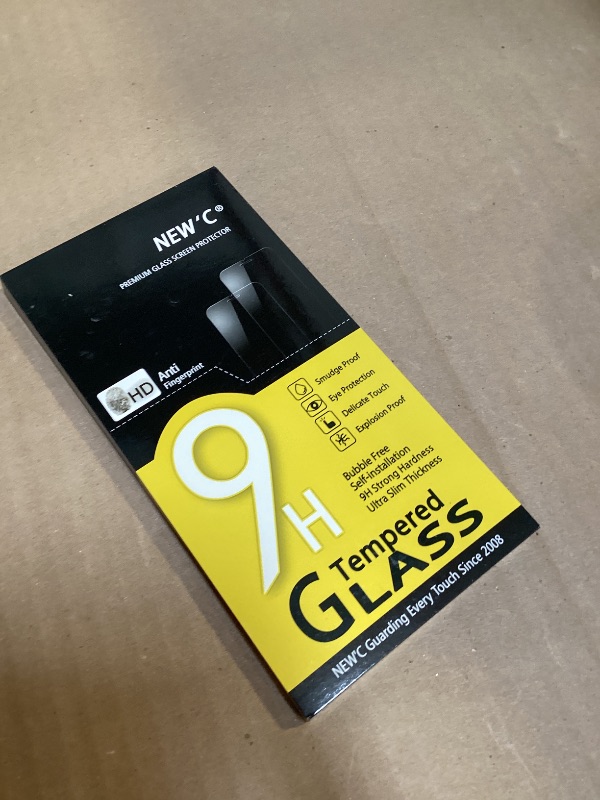 NEW'C®
PREMIUM GLASS SCREEN PROTECTOR
HD
Anti
Fingerprint
Smudge Proof
Eye Protection
Delicate Touch
Explosion Proof
9H
Bubble Free
Self-installation
9H Strong Hardness
Ultra Slim Thickness
Tempered
GLASS
NEW'C Guarding Every Touch Since 2008